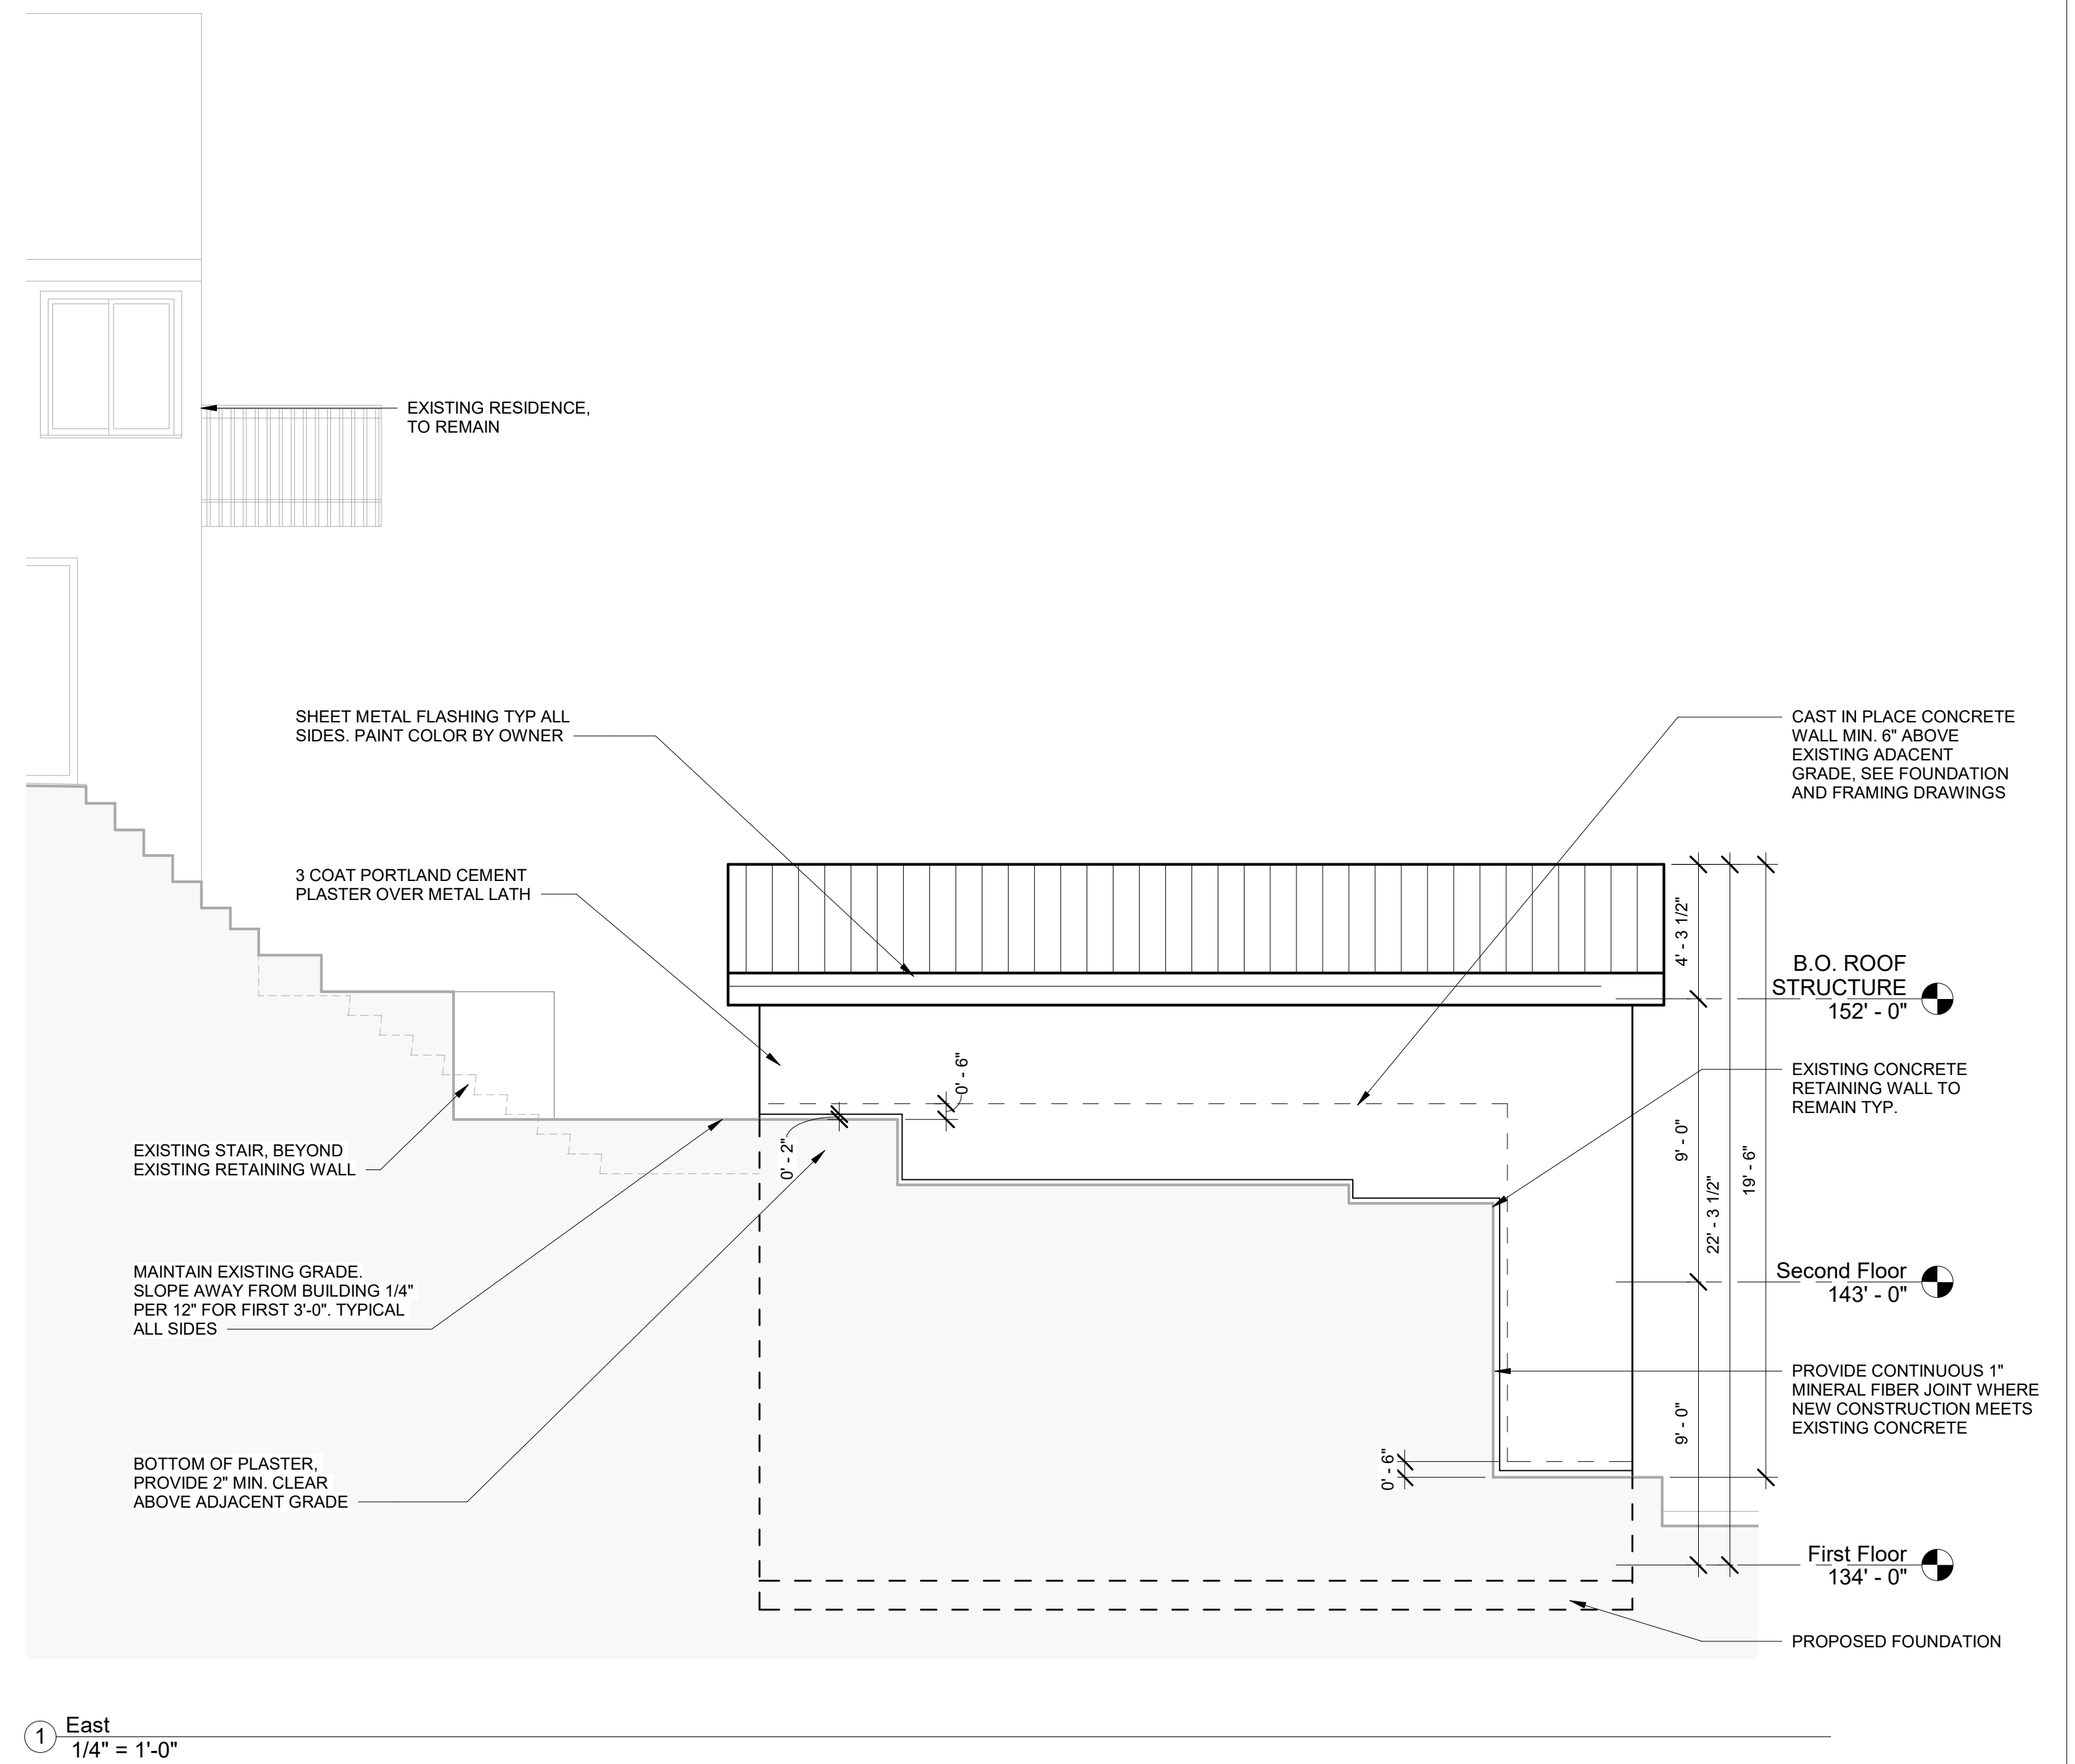 EXISTING RESIDENCE,
TO REMAIN
SHEET METAL FLASHING TYP ALL
SIDES. PAINT COLOR BY OWNER
CAST IN PLACE CONCRETE
WALL MIN. 6" ABOVE
EXISTING ADACENT
GRADE, SEE FOUNDATION
AND FRAMING DRAWINGS
3 COAT PORTLAND CEMENT
PLASTER OVER METAL LATH
4' - 3 1/2"
B.O. ROOF
STRUCTURE
152' - 0"
0' - 6"
EXISTING CONCRETE
RETAINING WALL TO
REMAIN TYP.
EXISTING STAIR, BEYOND
EXISTING RETAINING WALL
0' - 2"
9' - 0"
22' - 3 1/2"
19' - 6"
MAINTAIN EXISTING GRADE.
SLOPE AWAY FROM BUILDING 1/4"
PER 12" FOR FIRST 3'-0". TYPICAL
ALL SIDES
Second Floor
143' - 0"
PROVIDE CONTINUOUS 1"
MINERAL FIBER JOINT WHERE
NEW CONSTRUCTION MEETS
EXISTING CONCRETE
9' - 0"
0' - 6"
BOTTOM OF PLASTER,
PROVIDE 2" MIN. CLEAR
ABOVE ADJACENT GRADE
First Floor
134' - 0"
PROPOSED FOUNDATION
1
East
1/4" = 1'-0"